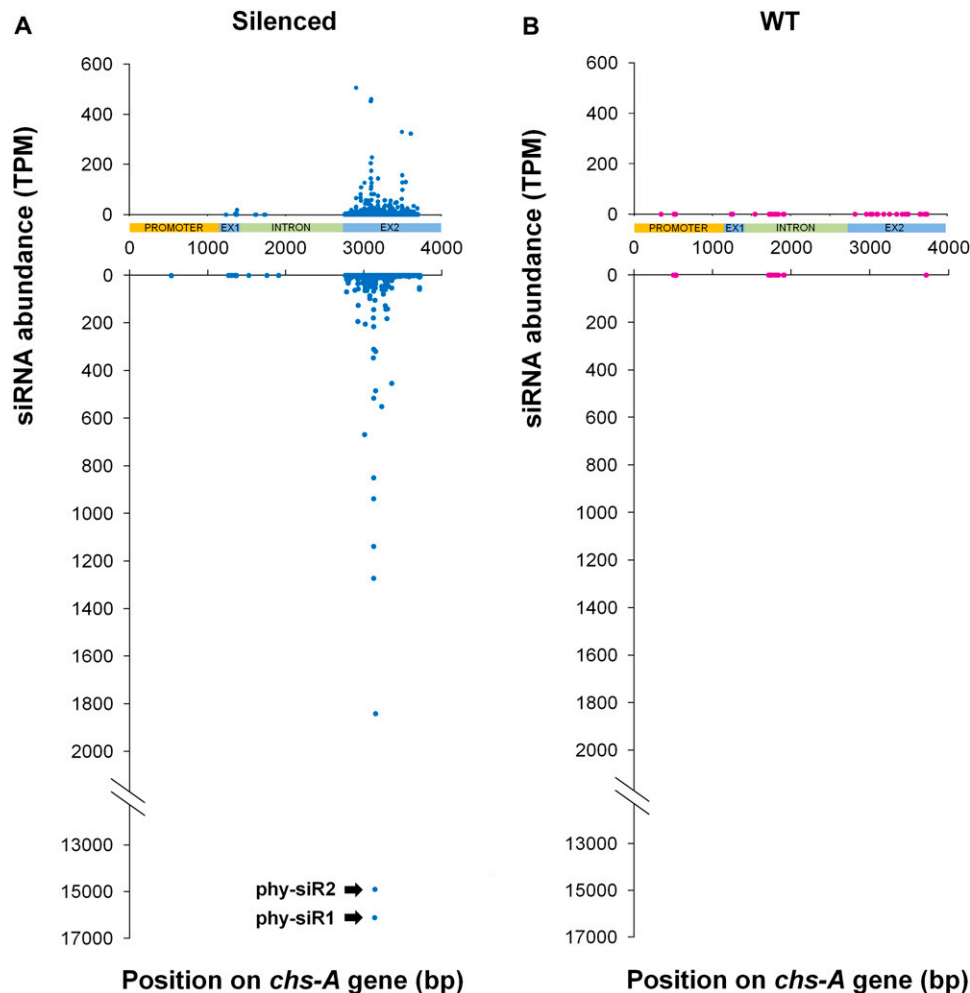 A
Silenced
B
WT
siRNA abundance (TPM)
600
400
200
0
PROMOTER EX1 INTRON EX2
0 1000 2000 3000 4000
0
200
400
600
800
1000
1200
1400
1600
1800
2000
13000
15000
17000
phy-siR2
phy-siR1
Position on chs-A gene (bp)
siRNA abundance (TPM)
600
400
200
0
PROMOTER EX1 INTRON EX2
0 1000 2000 3000 4000
0
200
400
600
800
1000
1200
1400
1600
1800
2000
13000
15000
17000
Position on chs-A gene (bp)